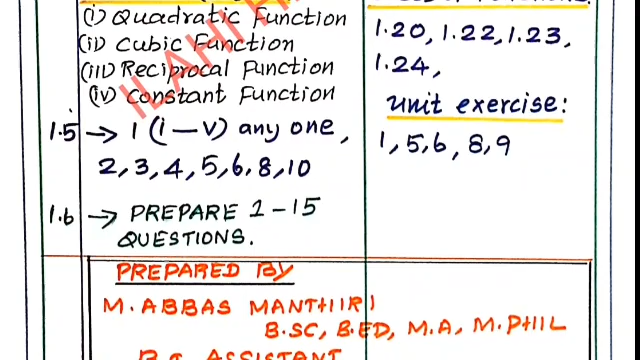 (i) Quadratic Function
(ii) Cubic Function
(iii) Reciprocal Function
(iv) Constant Function
1.5 → 1 (i – v) any one,
2, 3, 4, 5, 6, 8, 10
1.6 → PREPARE 1 – 15
QUESTIONS.
1.20, 1.22, 1.23,
1.24,
unit exercise:
1, 5, 6, 8, 9
PREPARED BY
M. ABBAS MANTHIIRI
B.SC, B.ED, M.A, M.PHIL
ILAHI